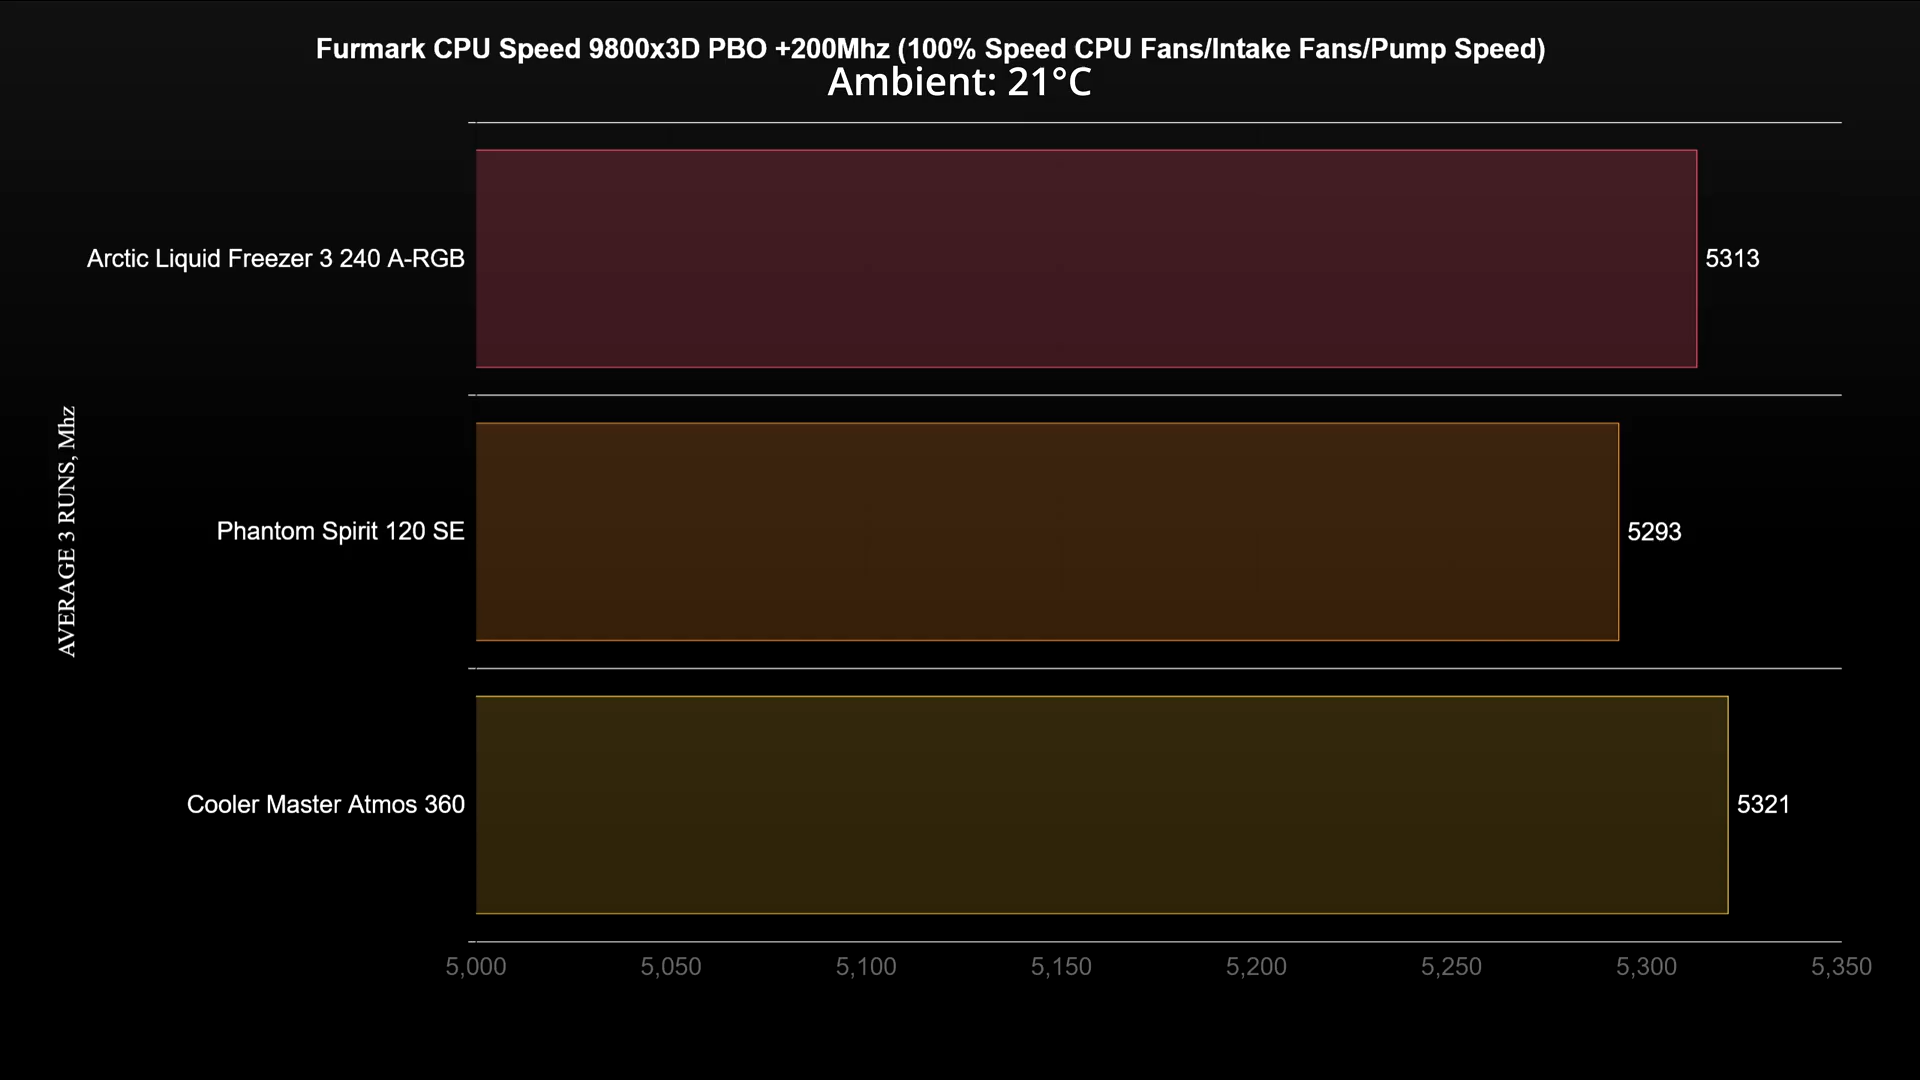 Furmark CPU Speed 9800x3D PBO +200Mhz (100% Speed CPU Fans/Intake Fans/Pump Speed)
Ambient: 21°C
AVERAGE 3 RUNS, Mhz
Arctic Liquid Freezer 3 240 A-RGB
5313
Phantom Spirit 120 SE
5293
Cooler Master Atmos 360
5321
5,000 5,050 5,100 5,150 5,200 5,250 5,300 5,350